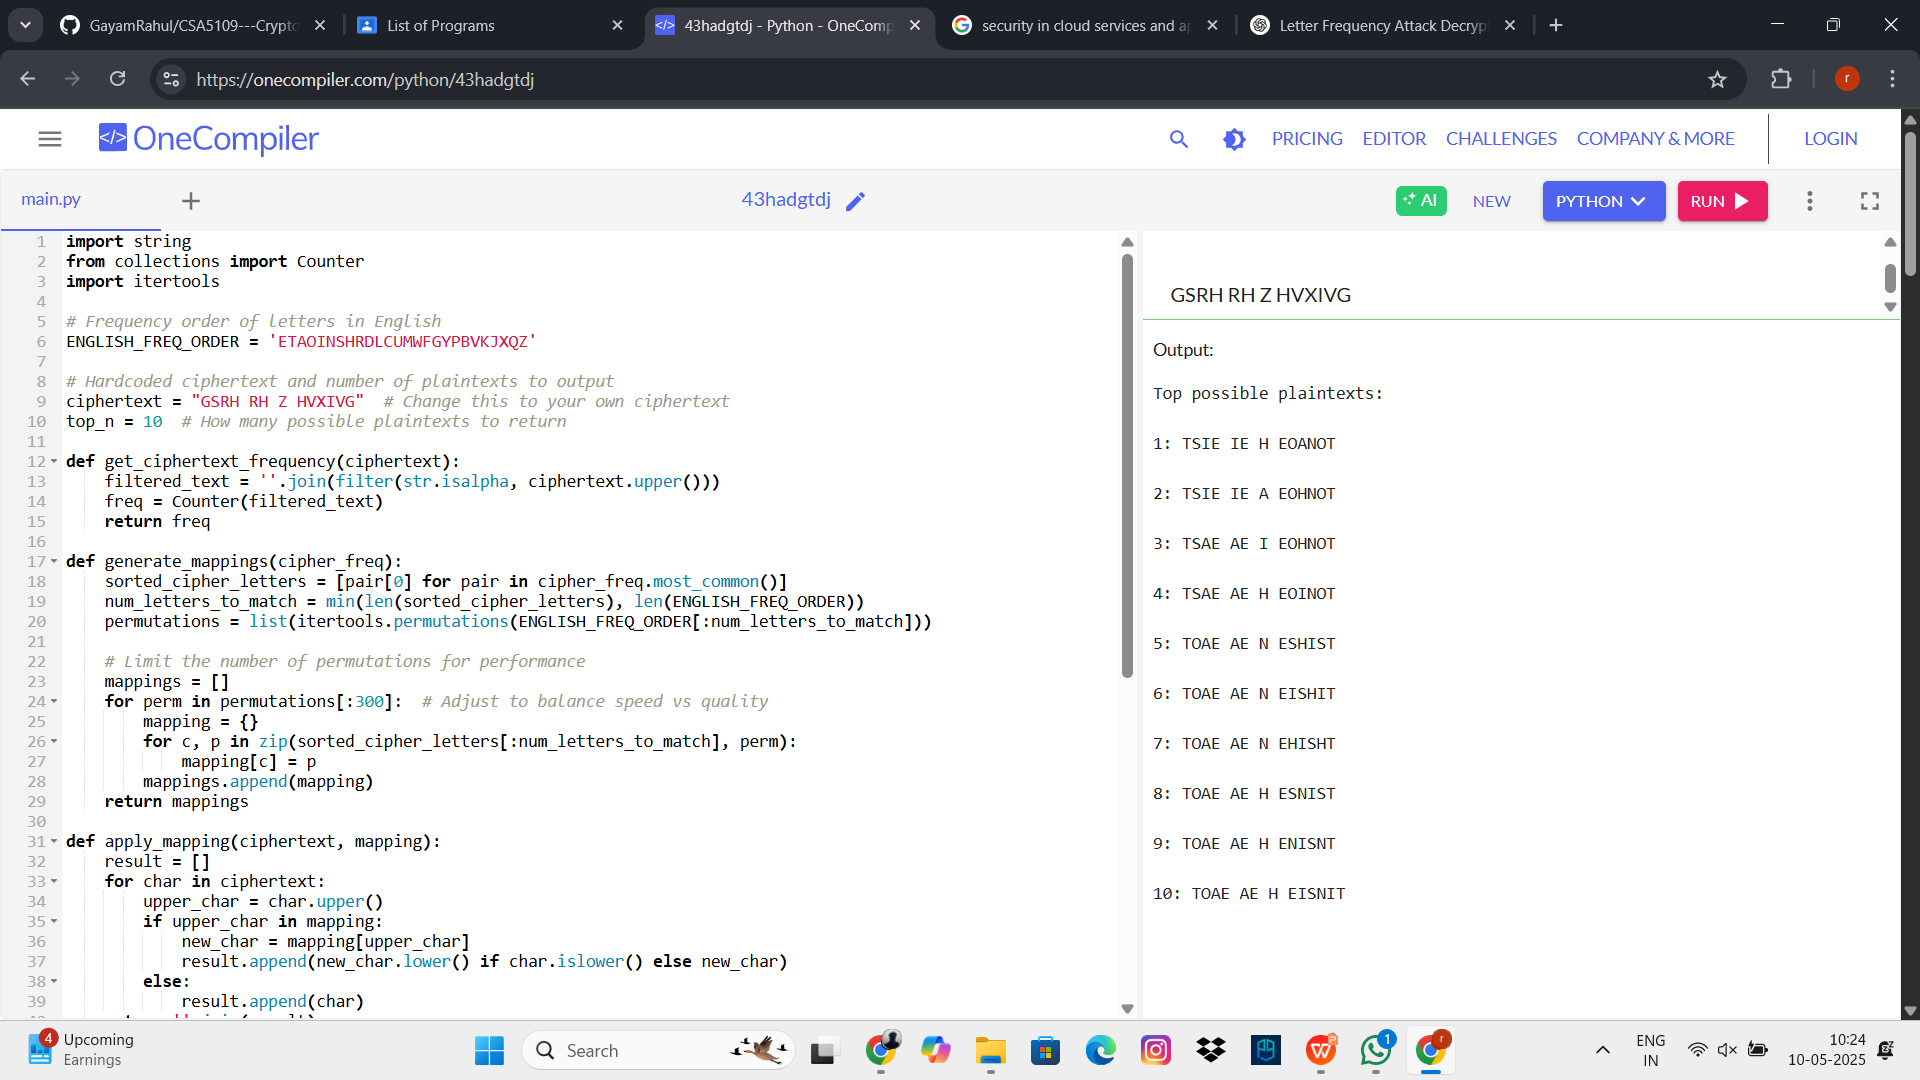 GayamRahul/CSA5109---Crypto
List of Programs
43hadgtdj - Python - OneComp
security in cloud services and a
Letter Frequency Attack Decryp
https://onecompiler.com/python/43hadgtdj
r
</> OneCompiler
PRICING
EDITOR
CHALLENGES
COMPANY & MORE
LOGIN
main.py
43hadgtdj
AI
NEW
PYTHON
RUN
1 import string
2 from collections import Counter
3 import itertools
4
5 # Frequency order of letters in English
6 ENGLISH_FREQ_ORDER = 'ETAOINSHRDLCUMWFGYPBVKJXQZ'
7
8 # Hardcoded ciphertext and number of plaintexts to output
9 ciphertext = "GSRH RH Z HVXIVG"  # Change this to your own ciphertext
10 top_n = 10  # How many possible plaintexts to return
11
12 def get_ciphertext_frequency(ciphertext):
13     filtered_text = ''.join(filter(str.isalpha, ciphertext.upper()))
14     freq = Counter(filtered_text)
15     return freq
16
17 def generate_mappings(cipher_freq):
18     sorted_cipher_letters = [pair[0] for pair in cipher_freq.most_common()]
19     num_letters_to_match = min(len(sorted_cipher_letters), len(ENGLISH_FREQ_ORDER))
20     permutations = list(itertools.permutations(ENGLISH_FREQ_ORDER[:num_letters_to_match]))
21
22     # Limit the number of permutations for performance
23     mappings = []
24     for perm in permutations[:300]:  # Adjust to balance speed vs quality
25         mapping = {}
26         for c, p in zip(sorted_cipher_letters[:num_letters_to_match], perm):
27             mapping[c] = p
28         mappings.append(mapping)
29     return mappings
30
31 def apply_mapping(ciphertext, mapping):
32     result = []
33     for char in ciphertext:
34         upper_char = char.upper()
35         if upper_char in mapping:
36             new_char = mapping[upper_char]
37             result.append(new_char.lower() if char.islower() else new_char)
38         else:
39             result.append(char)
GSRH RH Z HVXIVG
Output:
Top possible plaintexts:
1: TSIE IE H EOANOT
2: TSIE IE A EOHNOT
3: TSAE AE I EOHNOT
4: TSAE AE H EOINOT
5: TOAE AE N ESHIST
6: TOAE AE N EISHIT
7: TOAE AE N EHISHT
8: TOAE AE H ESNIST
9: TOAE AE H ENISNT
10: TOAE AE H EISNIT
4
Upcoming
Earnings
Search
1
ENG
IN
10:24
10-05-2025